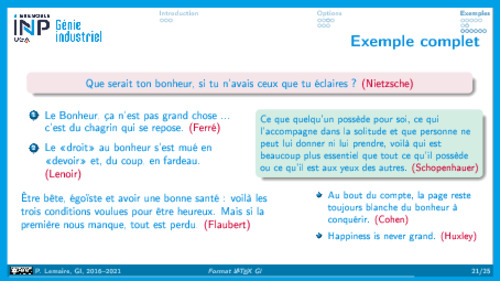 GRENOBLE
INP
UGA
Génie
industriel
Introduction
Options
Exemples
Exemple complet
Que serait ton bonheur, si tu n'avais ceux que tu éclaires ? (Nietzsche)
1 Le Bonheur, ça n'est pas grand chose ...
c'est du chagrin qui se repose. (Ferré)
2 Le «droit» au bonheur s'est mué en
«devoir» et, du coup, en fardeau.
(Lenoir)
Ce que quelqu'un possède pour soi, ce qui
l'accompagne dans la solitude et que personne ne
peut lui donner ni lui prendre, voilà qui est
beaucoup plus essentiel que tout ce qu'il possède
ou ce qu'il est aux yeux des autres. (Schopenhauer)
Être bête, égoïste et avoir une bonne santé : voilà les
trois conditions voulues pour être heureux. Mais si la
première nous manque, tout est perdu. (Flaubert)
Au bout du compte, la page reste
toujours blanche du bonheur à
conquérir. (Cohen)
Happiness is never grand. (Huxley)
P. Lemaire, GI, 2016–2021
Format LATEX GI
21/25